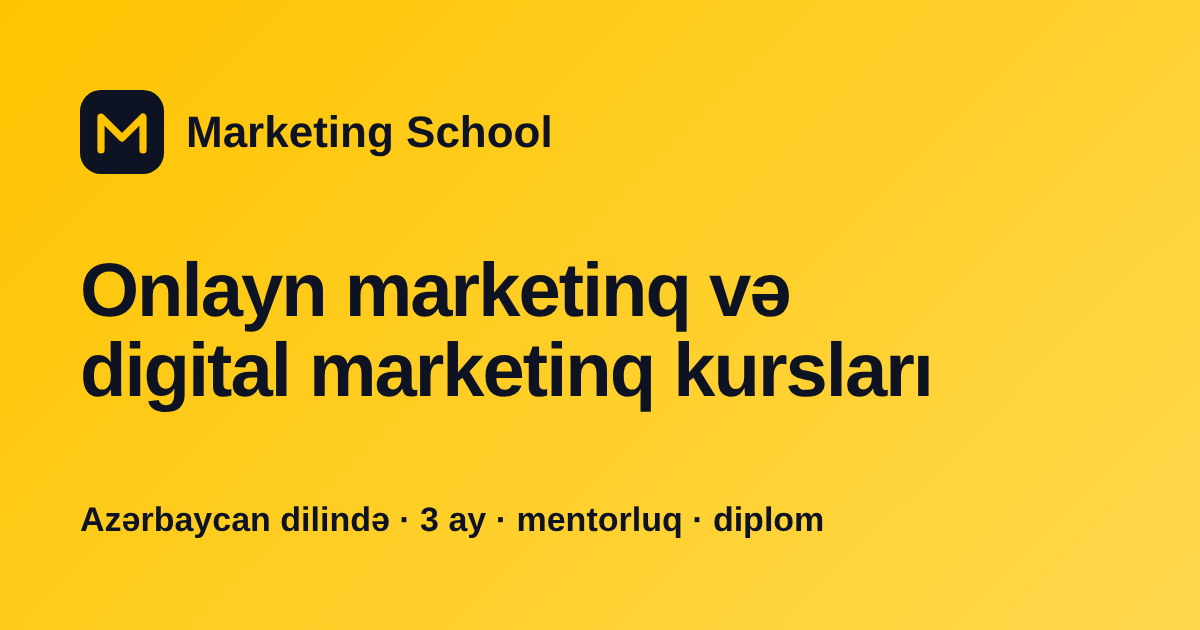 M
Marketing School
Onlayn marketinq və
digital marketinq kursları
Azərbaycan dilində · 3 ay · mentorluq · diplom